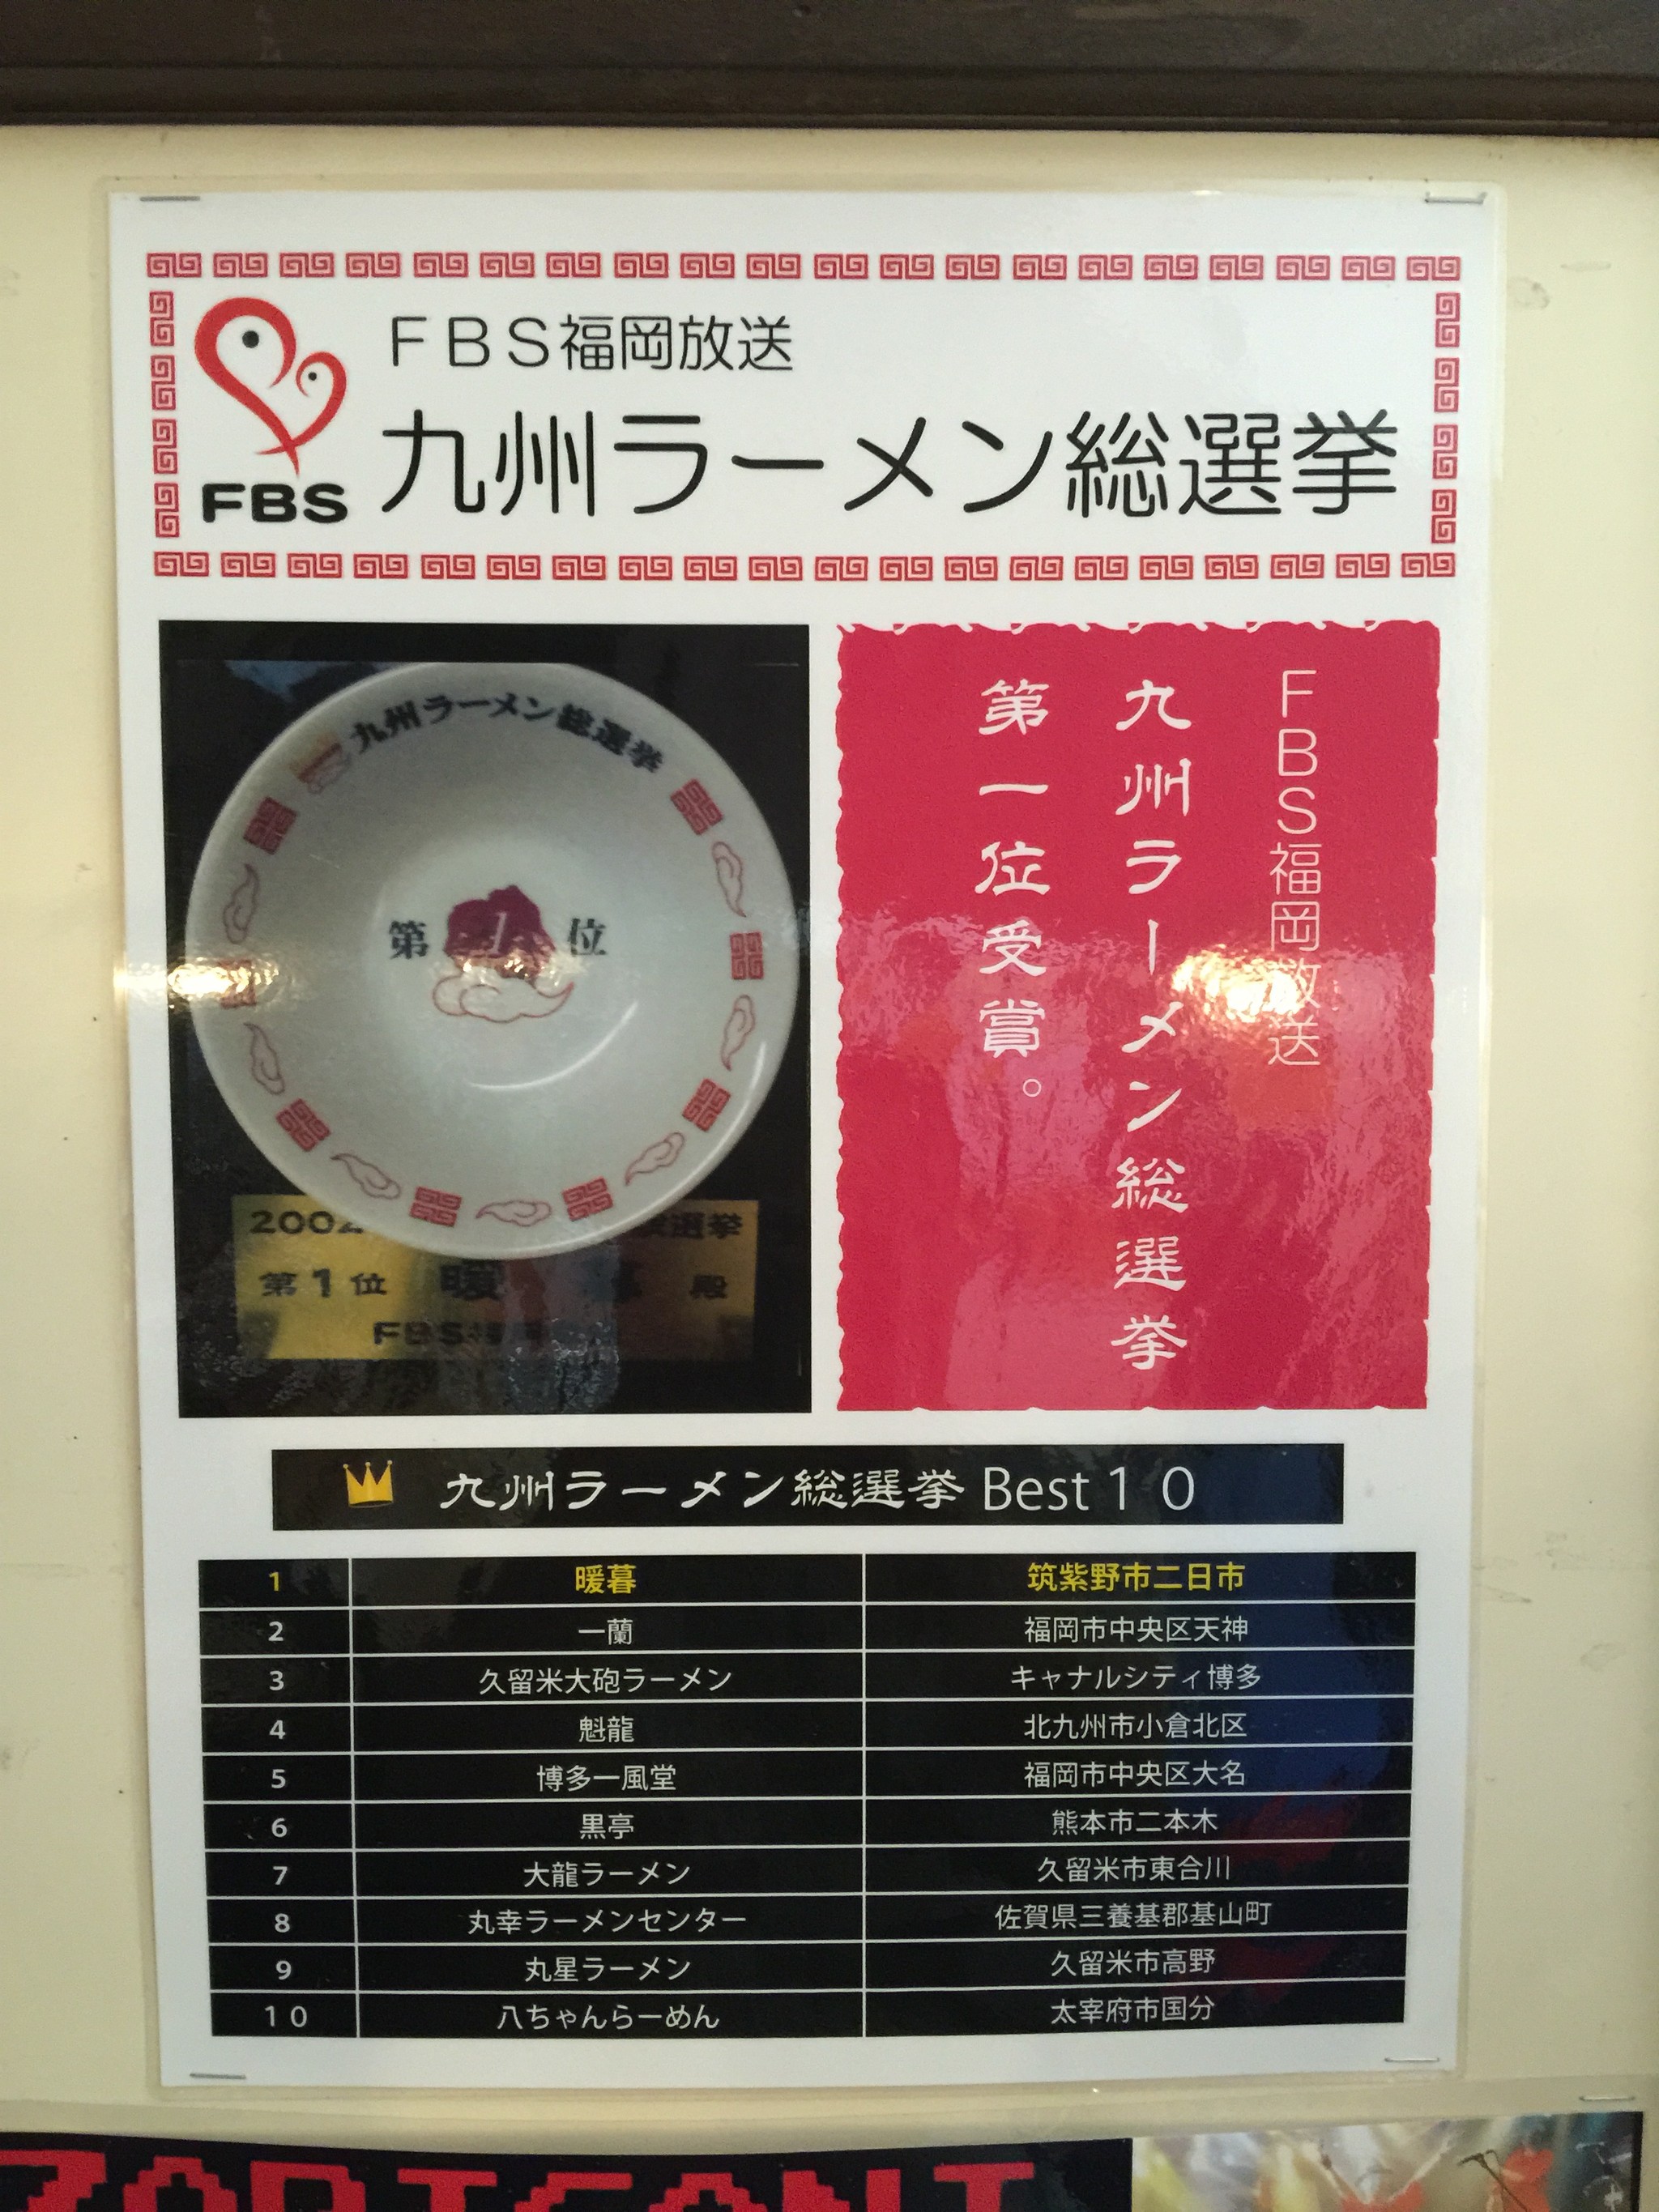 FBS福岡放送
FBS
九州ラーメン総選挙
九州ラーメン総選挙
第1位
2002 選挙
第1位 暖 殿
FBS
FBS福岡放送
九州ラーメン総選挙
第一位受賞。
九州ラーメン総選挙 Best１０
1 暖暮 筑紫野市二日市
2 一蘭 福岡市中央区天神
3 久留米大砲ラーメン キャナルシティ博多
4 魁龍 北九州市小倉北区
5 博多一風堂 福岡市中央区大名
6 黒亭 熊本市二本木
7 大龍ラーメン 久留米市東合川
8 丸幸ラーメンセンター 佐賀県三養基郡基山町
9 丸星ラーメン 久留米市高野
１０ 八ちゃんらーめん 太宰府市国分